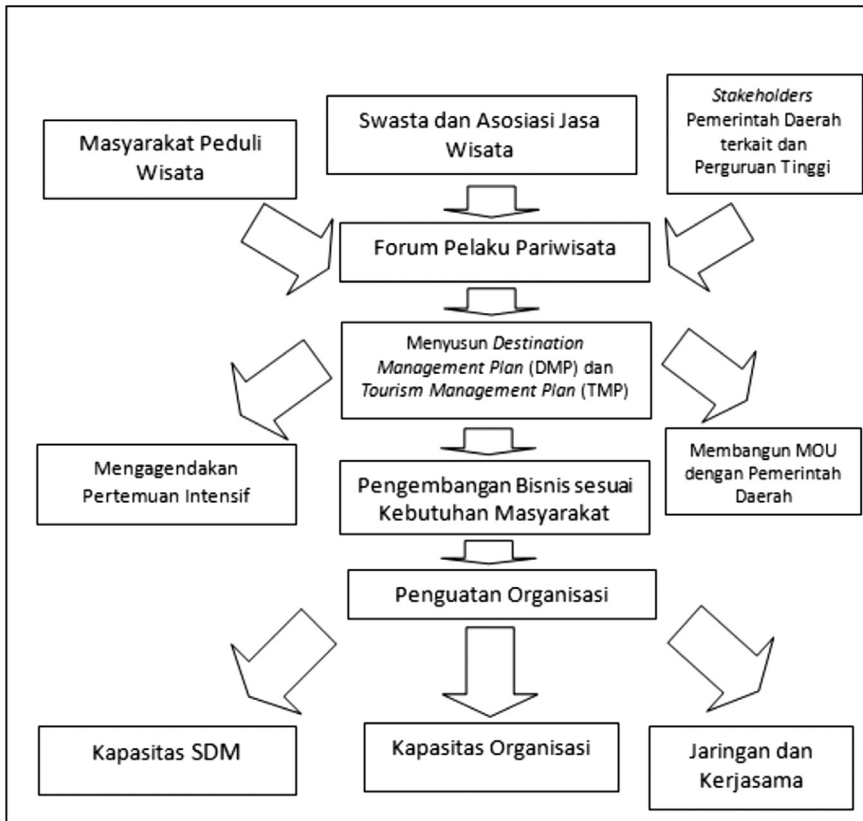 Masyarakat Peduli
Wisata
Swasta dan Asosiasi Jasa
Wisata
Stakeholders
Pemerintah Daerah
terkait dan
Perguruan Tinggi
Forum Pelaku Pariwisata
Menyusun Destination
Management Plan (DMP) dan
Tourism Management Plan (TMP)
Mengagendakan
Pertemuan Intensif
Pengembangan Bisnis sesuai
Kebutuhan Masyarakat
Membangun MOU
dengan Pemerintah
Daerah
Penguatan Organisasi
Kapasitas SDM
Kapasitas Organisasi
Jaringan dan
Kerjasama